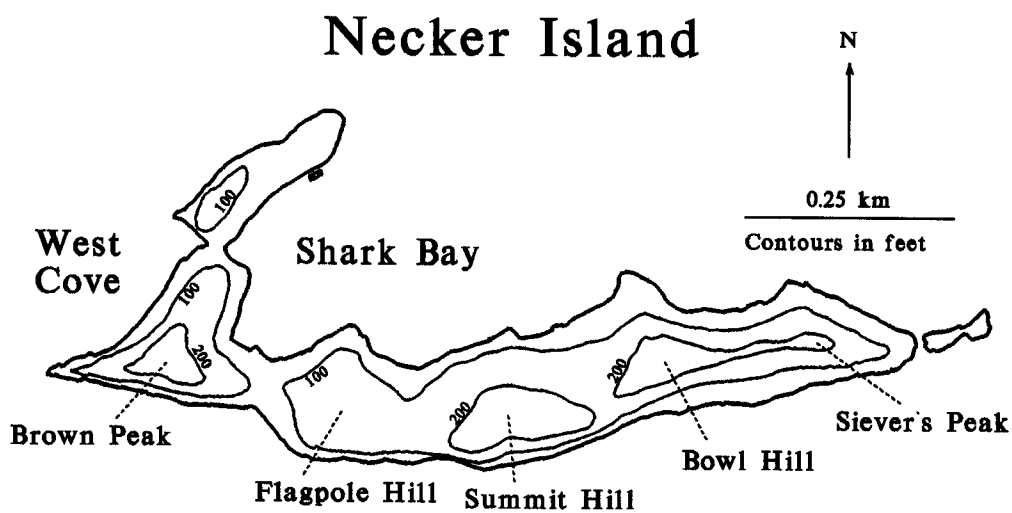 Necker Island
N
0.25 km
Contours in feet
100
West
Cove
Shark Bay
100
200
100
200
200
Brown Peak
Flagpole Hill
Summit Hill
Bowl Hill
Siever's Peak